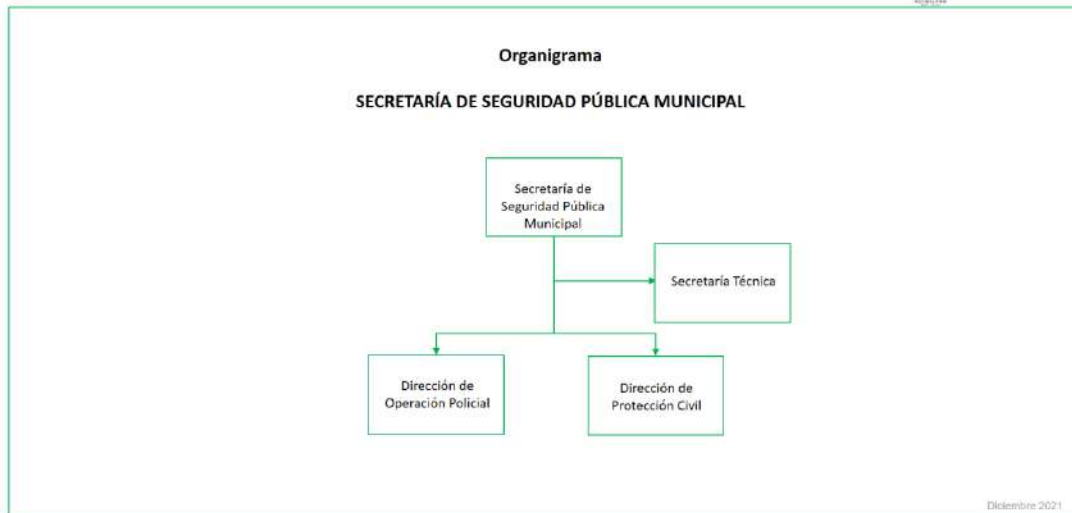 Organigrama
SECRETARÍA DE SEGURIDAD PÚBLICA MUNICIPAL
Secretaría de
Seguridad Pública
Municipal
Secretaría Técnica
Dirección de
Operación Policial
Dirección de
Protección Civil
Diciembre 2021